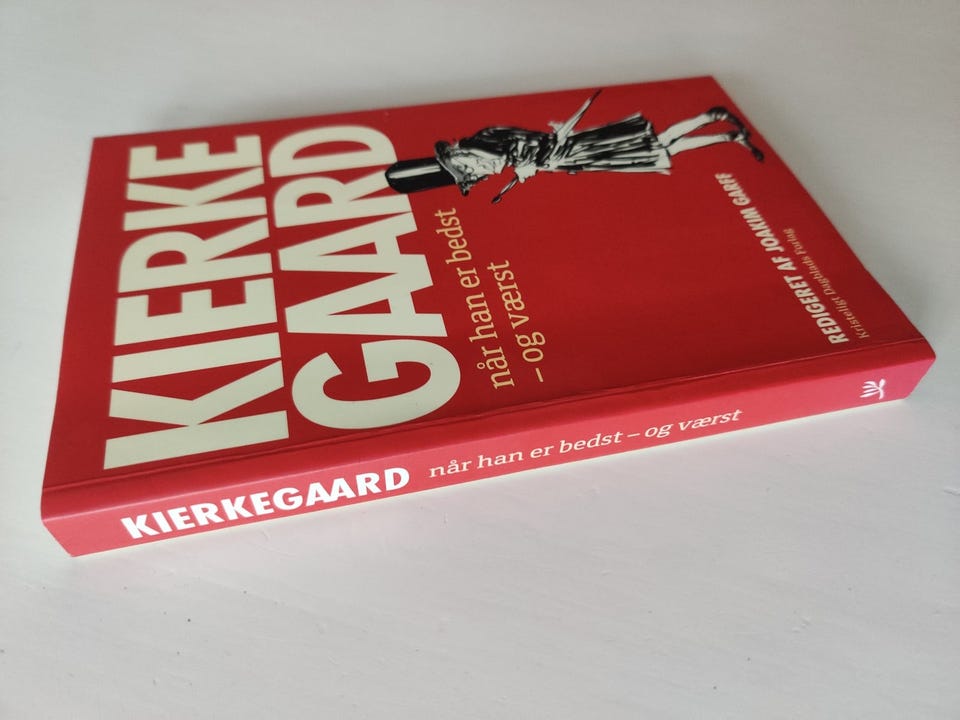 KIERKE
GAARD
når han er bedst
– og værst
REDIGERET AF JOAKIM GARFF
Kristeligt Dagblads Forlag
KIERKEGAARD når han er bedst – og værst